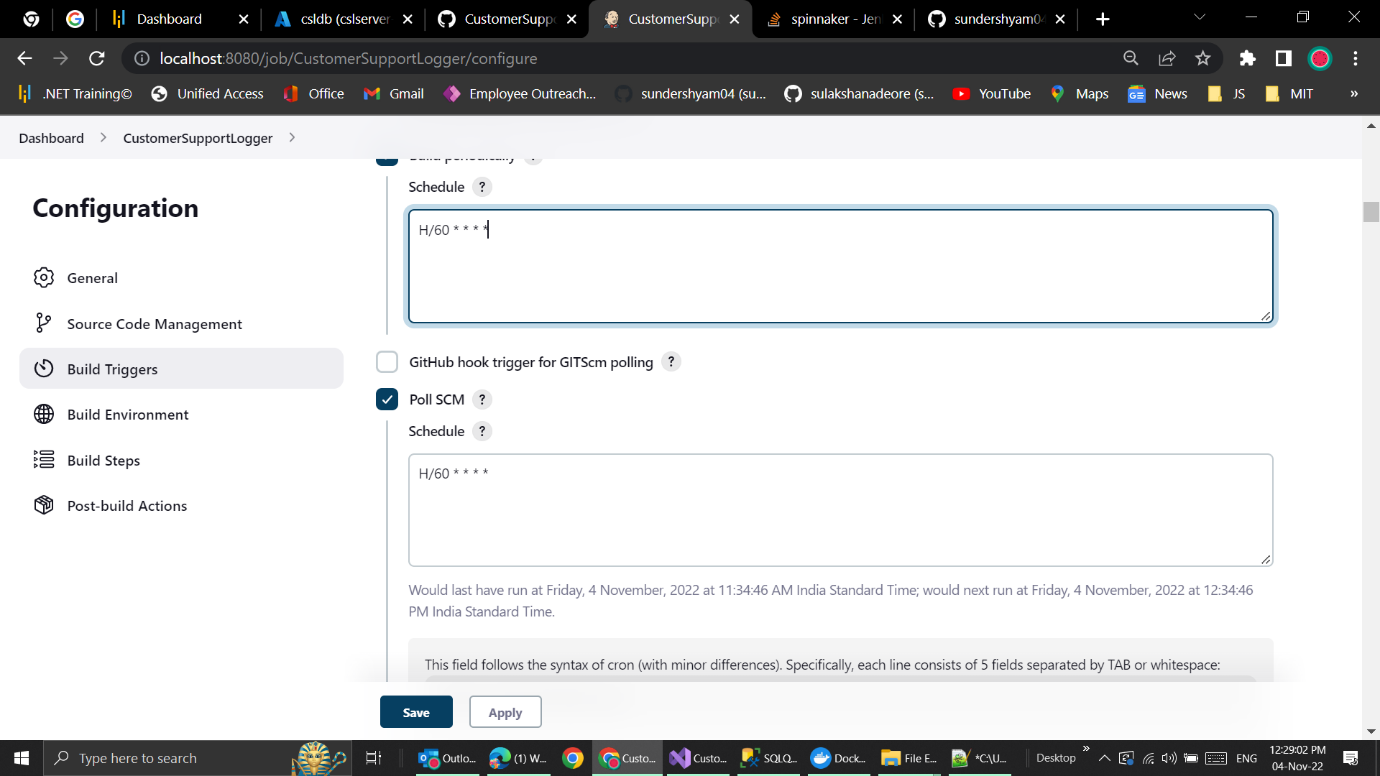 Dashboard
csldb (cslserver
CustomerSuppo
CustomerSuppo
spinnaker - Jen
sundershyam04
localhost:8080/job/CustomerSupportLogger/configure
.NET Training©
Unified Access
Office
Gmail
Employee Outreach...
sundershyam04 (su...
sulakshanadeore (s...
YouTube
Maps
News
JS
MIT
»
Dashboard
CustomerSupportLogger
Configuration
General
Source Code Management
Build Triggers
Build Environment
Build Steps
Post-build Actions
Build periodically ?
Schedule ?
H/60 * * * *
GitHub hook trigger for GITScm polling ?
Poll SCM ?
Schedule ?
H/60 * * * *
Would last have run at Friday, 4 November, 2022 at 11:34:46 AM India Standard Time; would next run at Friday, 4 November, 2022 at 12:34:46
PM India Standard Time.
This field follows the syntax of cron (with minor differences). Specifically, each line consists of 5 fields separated by TAB or whitespace:
Save
Apply
Type here to search
Outlo...
(1) W...
Custo...
Custo...
SQLQ...
Dock...
File E...
*C:\U...
Desktop
»
ENG
12:29:02 PM
04-Nov-22